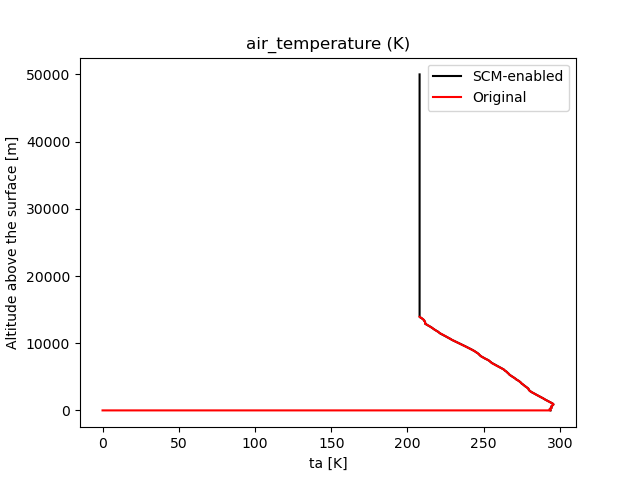 air_temperature (K)
SCM-enabled
Original
Altitude above the surface [m]
50000
40000
30000
20000
10000
0
0 50 100 150 200 250 300
ta [K]